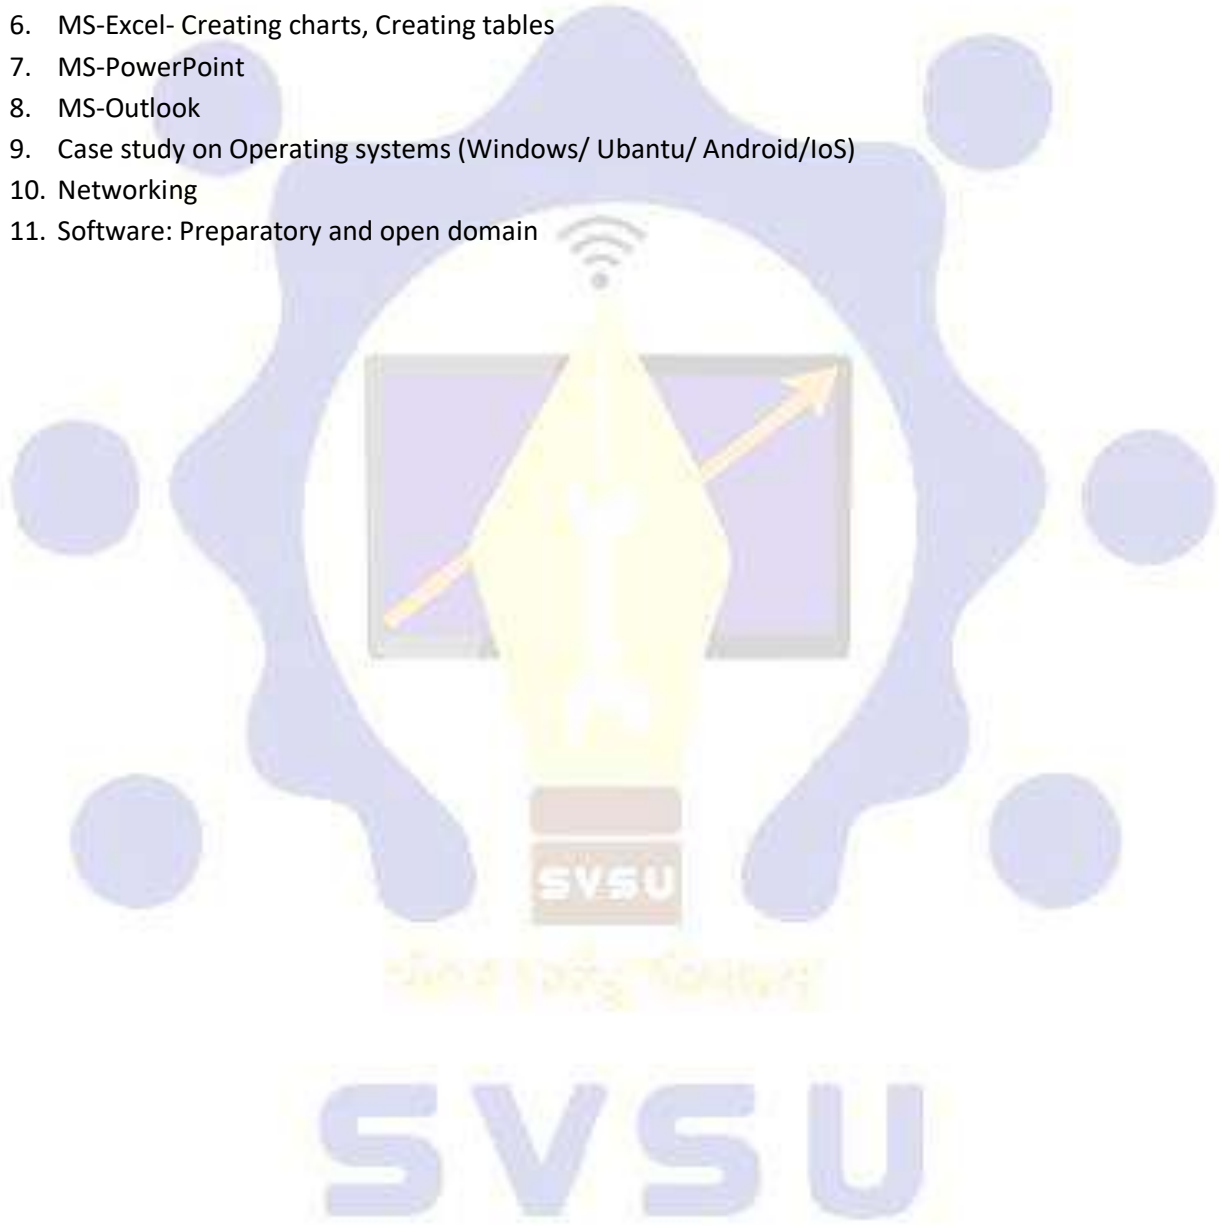 6. MS-Excel- Creating charts, Creating tables
7. MS-PowerPoint
8. MS-Outlook
9. Case study on Operating systems (Windows/ Ubantu/ Android/IoS)
10. Networking
11. Software: Preparatory and open domain
SVSU
SVSU